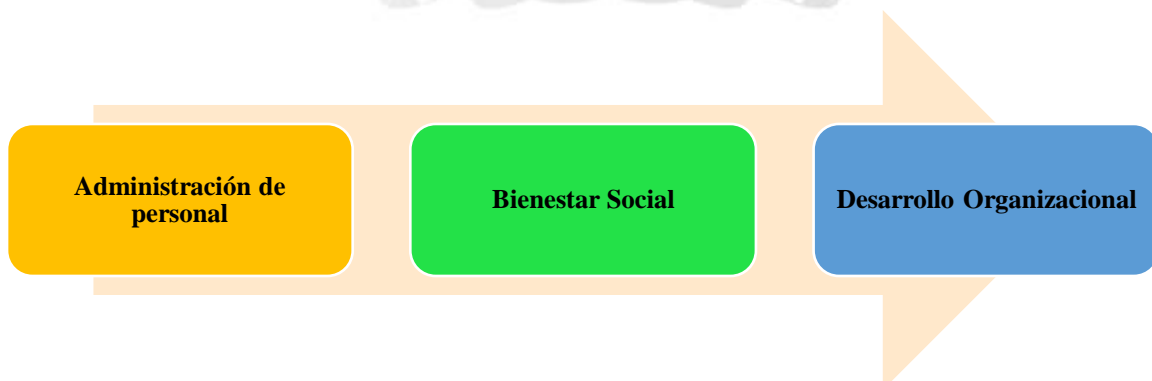 Administración de
personal
Bienestar Social
Desarrollo Organizacional